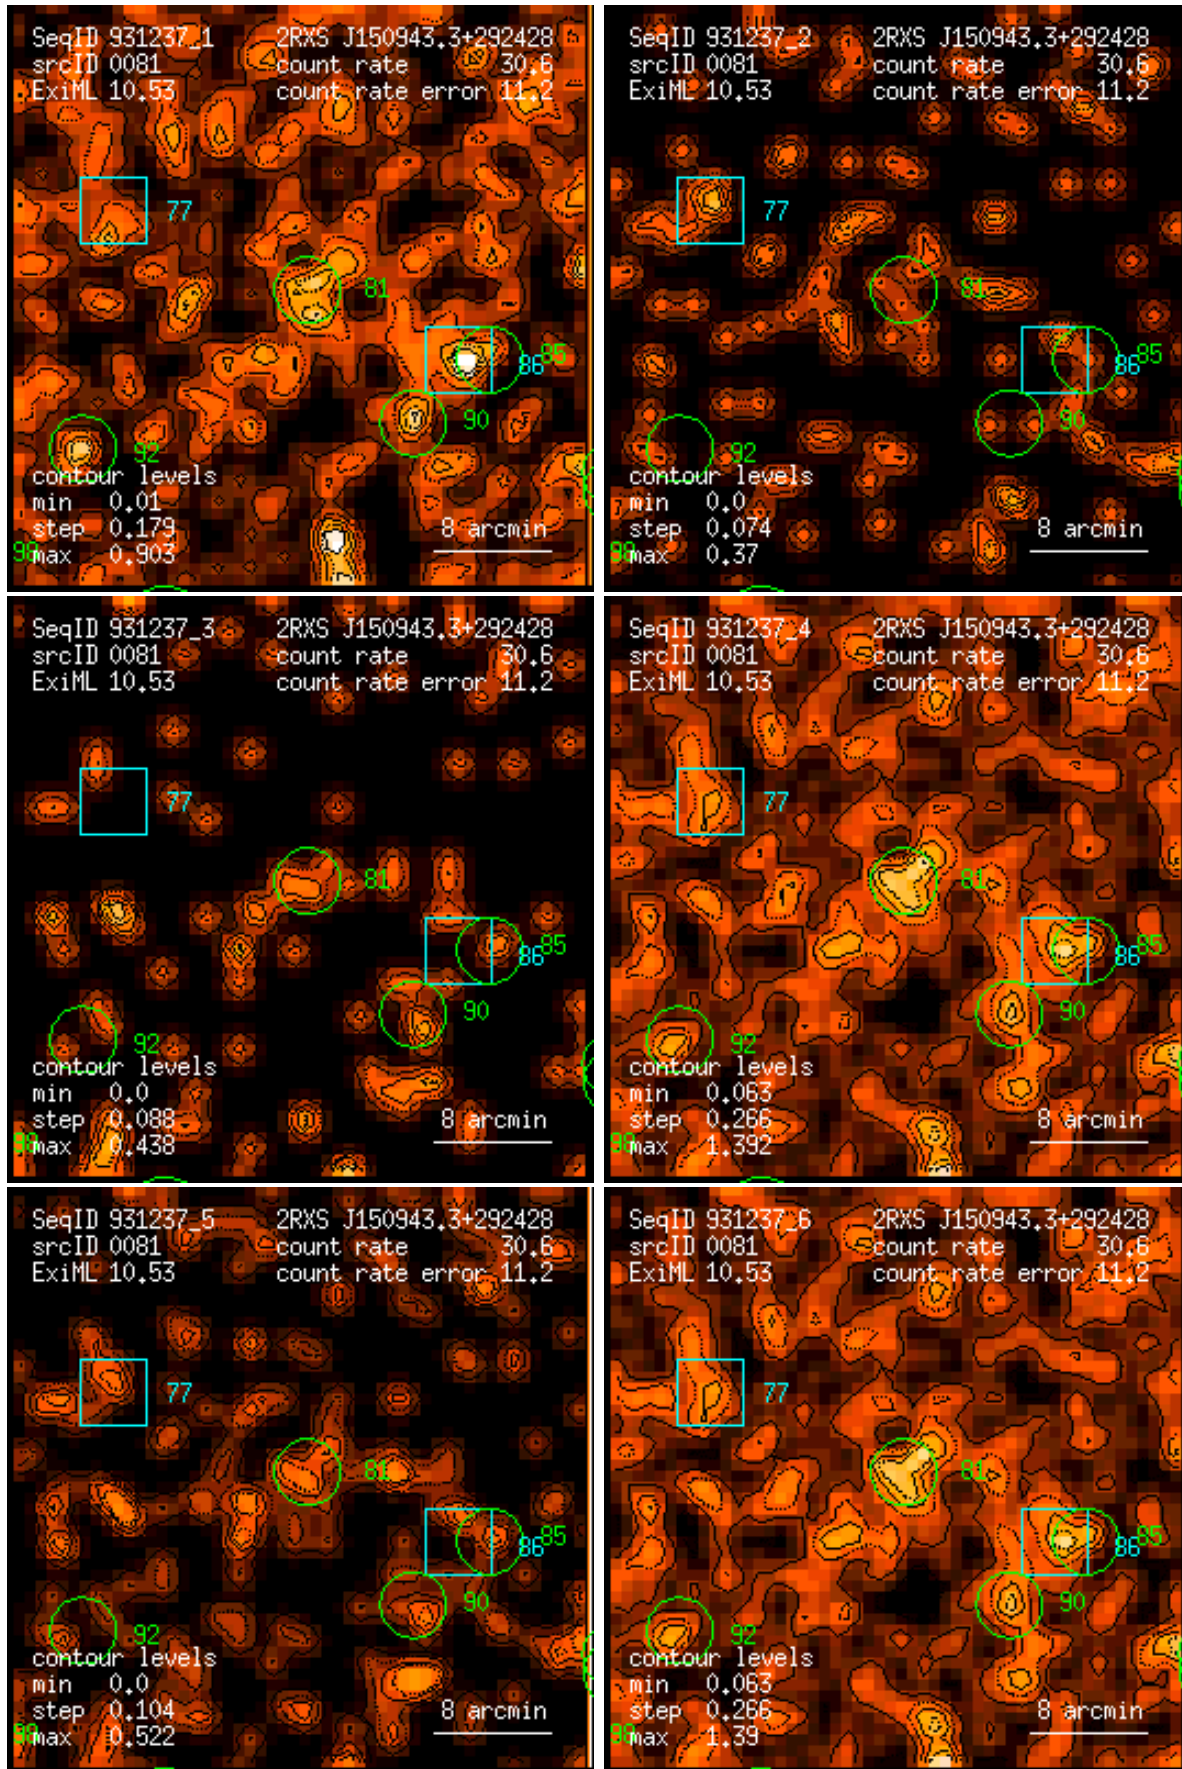 SeqID 931237_1 2RXS J150943.3+292428
srcID 0081 count rate 30.6
ExiML 10.53 count rate error 11.2
77
81
86 85
90
92
contour levels
min 0.01
step 0.179 8 arcmin
98 max 0.903
SeqID 931237_2 2RXS J150943.3+292428
srcID 0081 count rate 30.6
ExiML 10.53 count rate error 11.2
77
81
86 85
90
92
contour levels
min 0.0
step 0.074 8 arcmin
98 max 0.37
SeqID 931237_3 2RXS J150943.3+292428
srcID 0081 count rate 30.6
ExiML 10.53 count rate error 11.2
77
81
86 85
90
92
contour levels
min 0.0
step 0.088 8 arcmin
98 max 0.438
SeqID 931237_4 2RXS J150943.3+292428
srcID 0081 count rate 30.6
ExiML 10.53 count rate error 11.2
77
81
86 85
90
92
contour levels
min 0.063
step 0.266 8 arcmin
98 max 1.392
SeqID 931237_5 2RXS J150943.3+292428
srcID 0081 count rate 30.6
ExiML 10.53 count rate error 11.2
77
81
86 85
90
92
contour levels
min 0.0
step 0.104 8 arcmin
98 max 0.522
SeqID 931237_6 2RXS J150943.3+292428
srcID 0081 count rate 30.6
ExiML 10.53 count rate error 11.2
77
81
86 85
90
92
contour levels
min 0.063
step 0.266 8 arcmin
98 max 1.39